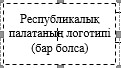 Республикалық
палатаның логотипі
(бар болса)